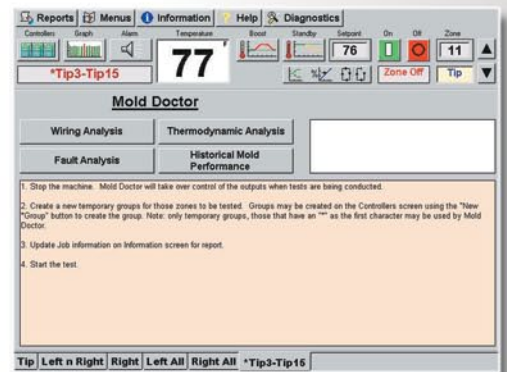 Reports Menus Information Help Diagnostics
Controllers Graph Alarm Temperature Boost Standby Setpoint On Off Zone
77 °F 76 11
*Tip3-Tip15 Zone Off Tip
Mold Doctor
Wiring Analysis Thermodynamic Analysis
Fault Analysis Historical Mold
Performance
1. Stop the machine. Mold Doctor will take over control of the outputs when tests are being conducted.
2. Create a new temporary groups for those zones to be tested. Groups may be created on the Controllers screen using the "New
"Group" button to create the group. Note: only temporary groups, those that have an "*" as the first character may be used by Mold
Doctor.
3. Update Job information on Information screen for report.
4. Start the test.
Tip Left n Right Right Left All Right All *Tip3-Tip15